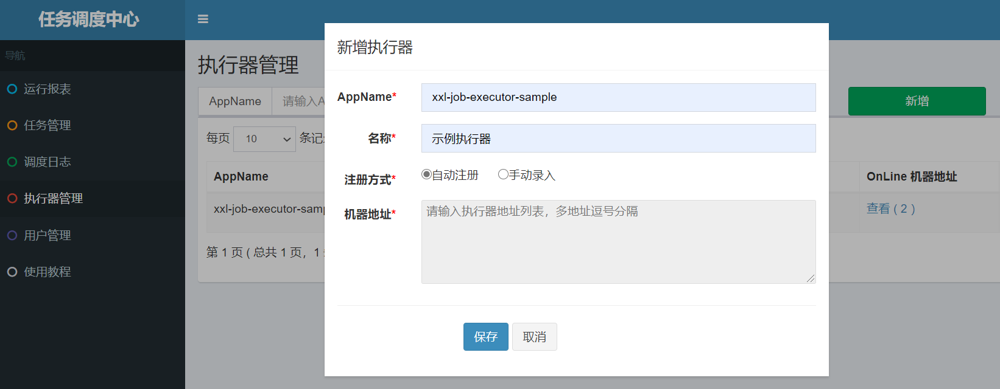 任务调度中心
导航
运行报表
任务管理
调度日志
执行器管理
用户管理
使用教程
执行器管理
AppName
请输入A
新增
每页 10 条记
AppName
OnLine 机器地址
xxl-job-executor-samp
查看 ( 2 )
第 1 页 ( 总共 1 页，1
新增执行器
AppName*
xxl-job-executor-sample
名称*
示例执行器
注册方式*
自动注册
手动录入
机器地址*
请输入执行器地址列表，多地址逗号分隔
保存
取消